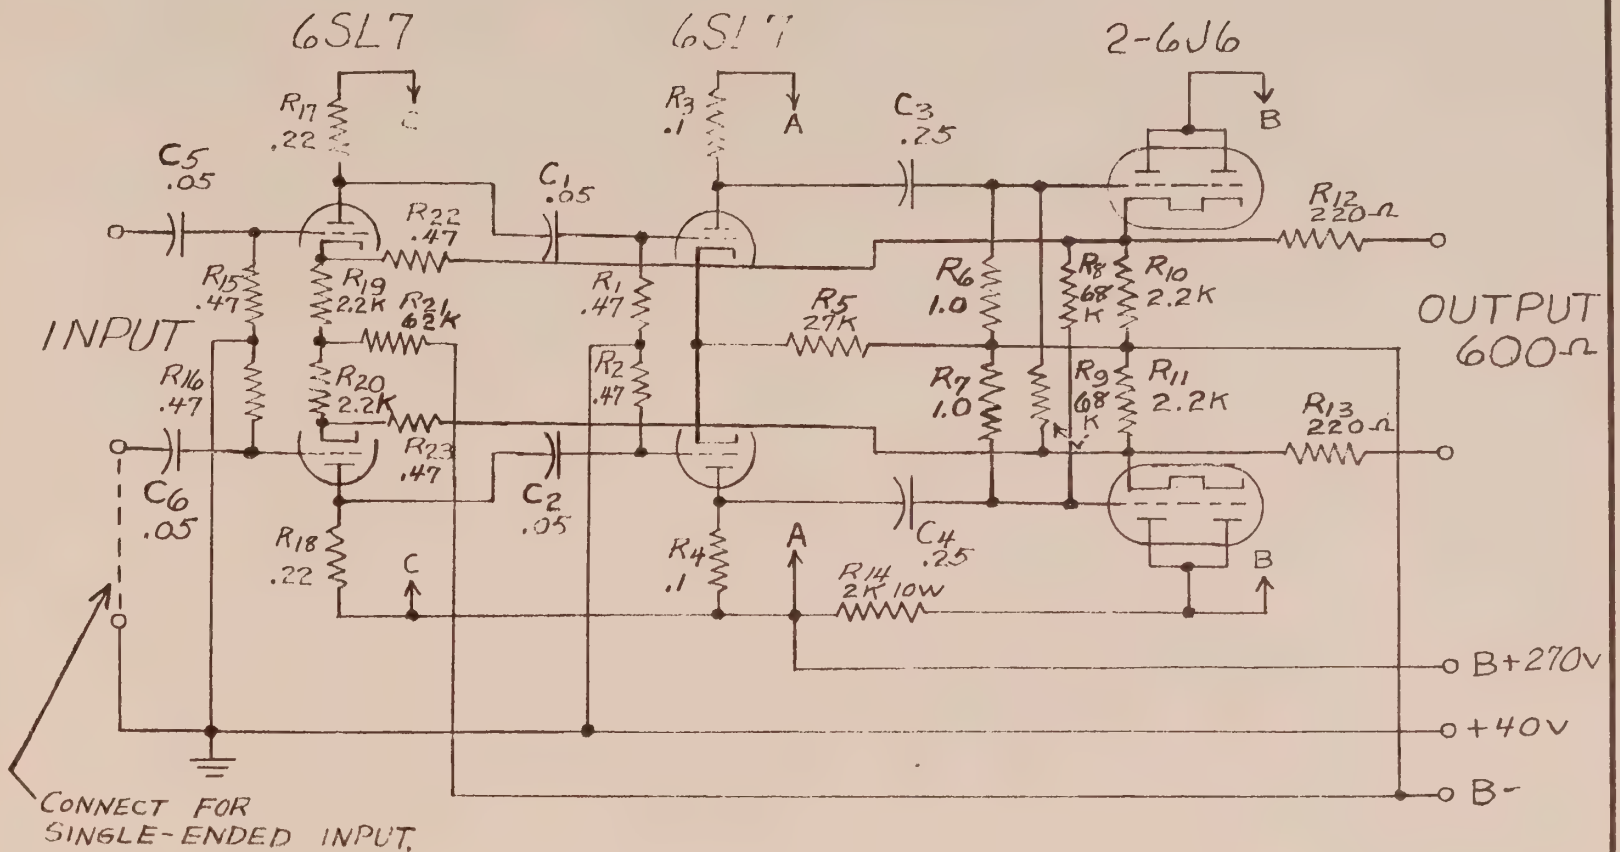 6SL7
6SL7
2-6J6
R17
.22
C
R3
.1
A
C3
.25
B
C5
.05
C1
.05
R22
.47
R12
220Ω
R15
.47
R19
2.2K
R21
62K
R1
.47
R5
27K
R6
1.0
R8
68
K
R10
2.2K
INPUT
OUTPUT
600Ω
R16
.47
R20
2.2K
R2
.47
R7
1.0
R9
68
K
R11
2.2K
R13
220Ω
R23
.47
C6
.05
C2
.05
R18
.22
C
R4
.1
A
C4
.25
R14
2K 10W
B
B+270V
+40V
B-
CONNECT FOR
SINGLE-ENDED INPUT.